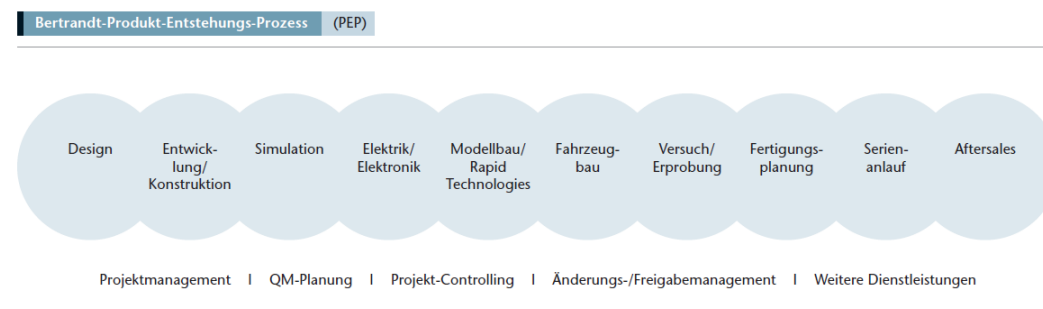 Bertrandt-Produkt-Entstehungs-Prozess (PEP)
Design
Entwick-
lung/
Konstruktion
Simulation
Elektrik/
Elektronik
Modellbau/
Rapid
Technologies
Fahrzeug-
bau
Versuch/
Erprobung
Fertigungs-
planung
Serien-
anlauf
Aftersales
Projektmanagement I QM-Planung I Projekt-Controlling I Änderungs-/Freigabemanagement I Weitere Dienstleistungen